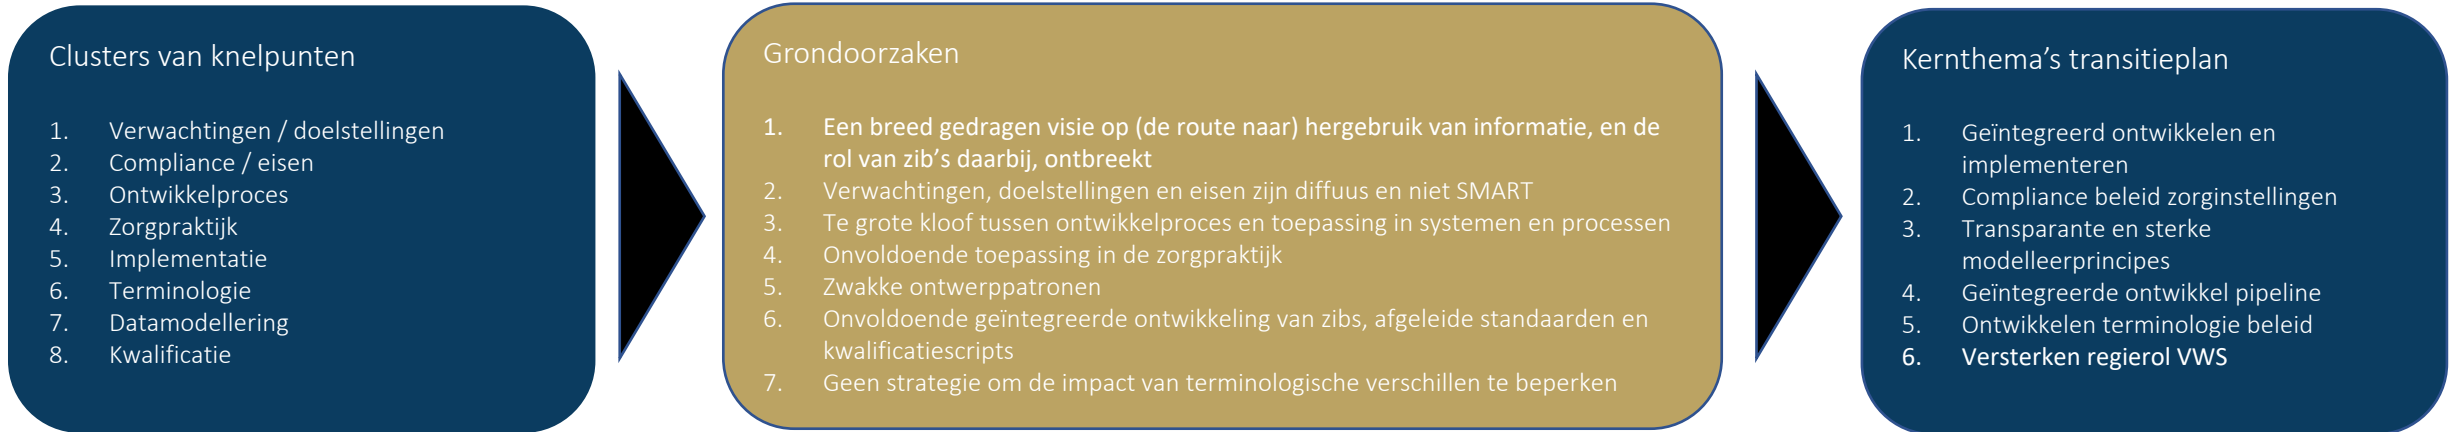 Clusters van knelpunten
1. Verwachtingen / doelstellingen
2. Compliance / eisen
3. Ontwikkelproces
4. Zorgpraktijk
5. Implementatie
6. Terminologie
7. Datamodellering
8. Kwalificatie
Grondoorzaken
1. Een breed gedragen visie op (de route naar) hergebruik van informatie, en de
rol van zib's daarbij, ontbreekt
2. Verwachtingen, doelstellingen en eisen zijn diffuus en niet SMART
3. Te grote kloof tussen ontwikkelproces en toepassing in systemen en processen
4. Onvoldoende toepassing in de zorgpraktijk
5. Zwakke ontwerppatronen
6. Onvoldoende geïntegreerde ontwikkeling van zibs, afgeleide standaarden en
kwalificatiescripts
7. Geen strategie om de impact van terminologische verschillen te beperken
Kernthema's transitieplan
1. Geïntegreerd ontwikkelen en
implementeren
2. Compliance beleid zorginstellingen
3. Transparante en sterke
modelleerprincipes
4. Geïntegreerde ontwikkel pipeline
5. Ontwikkelen terminologie beleid
6. Versterken regierol VWS